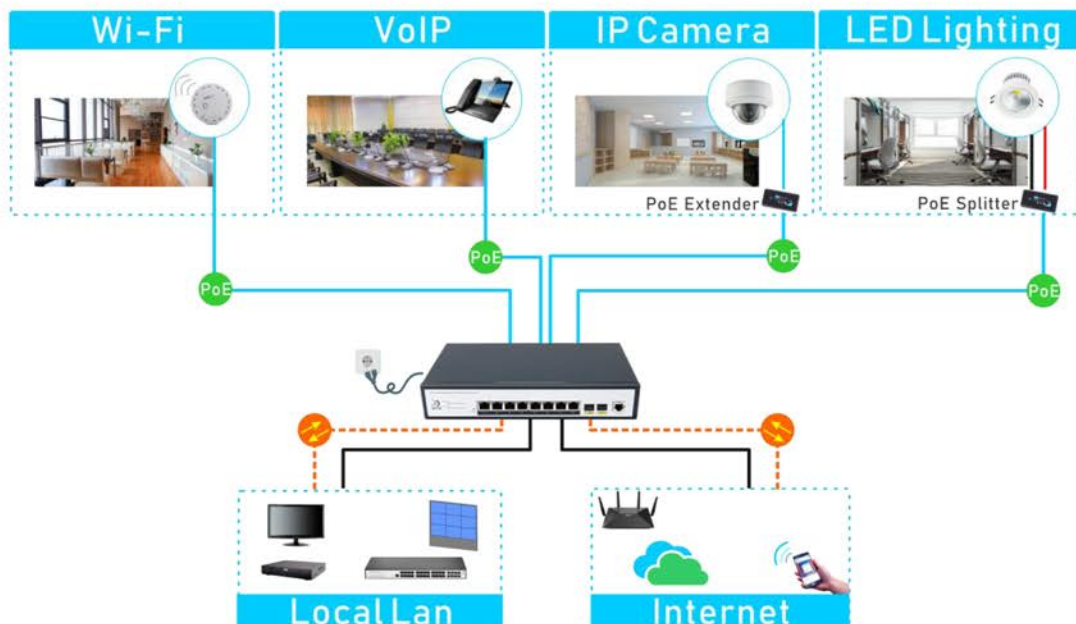 Wi-Fi
VoIP
IP Camera
LED Lighting
PoE Extender
PoE Splitter
PoE
PoE
PoE
PoE
Local Lan
Internet